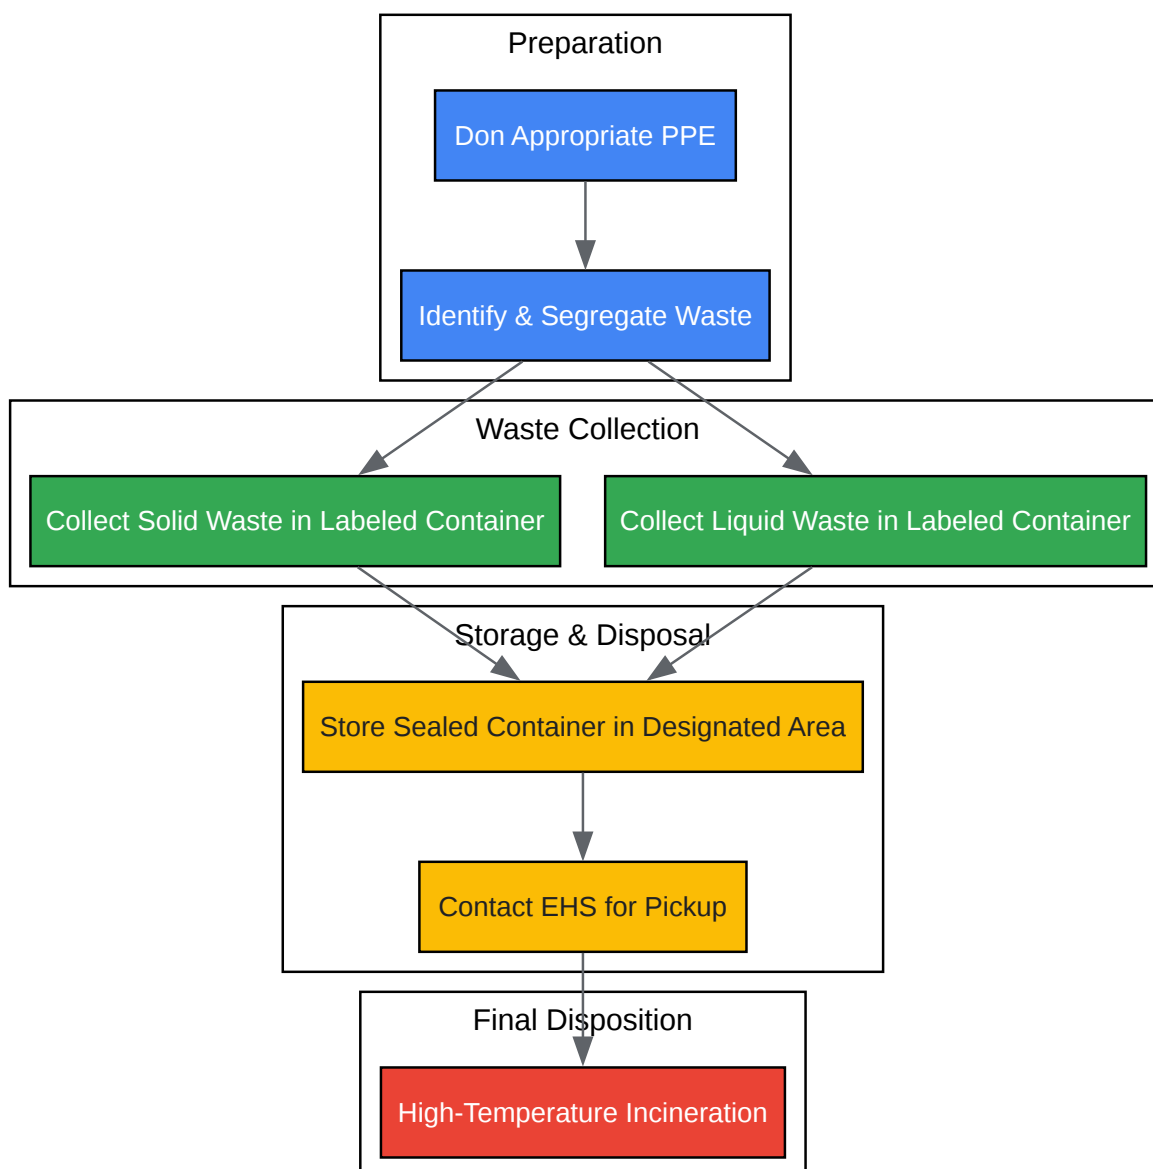 Preparation
Don Appropriate PPE
Identify & Segregate Waste
Waste Collection
Collect Solid Waste in Labeled Container
Collect Liquid Waste in Labeled Container
Storage & Disposal
Store Sealed Container in Designated Area
Contact EHS for Pickup
Final Disposition
High-Temperature Incineration